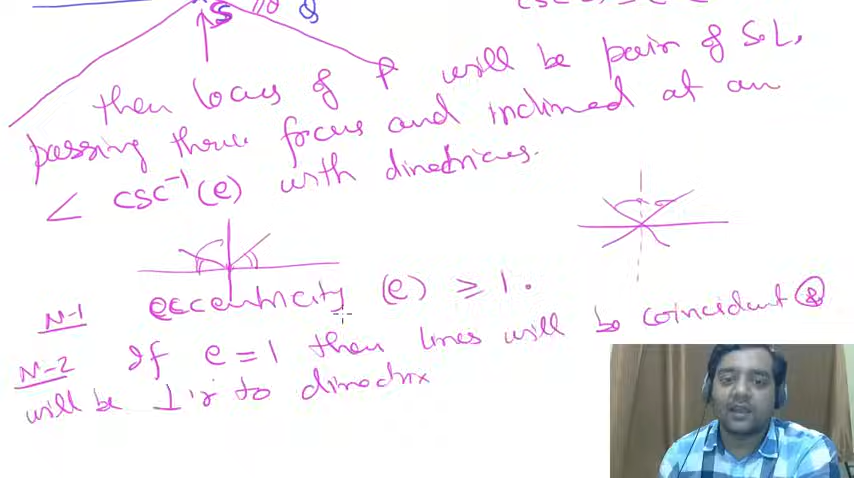 S θ Q
then locus of P will be pair of S.L.
passing throu focus and inclined at an
∠ csc⁻¹(e) with directrices.
N-1 eccentricity (e) ≥ 1.
N-2 If e = 1 then lines will be coincident &
will be ⊥'r to directrix